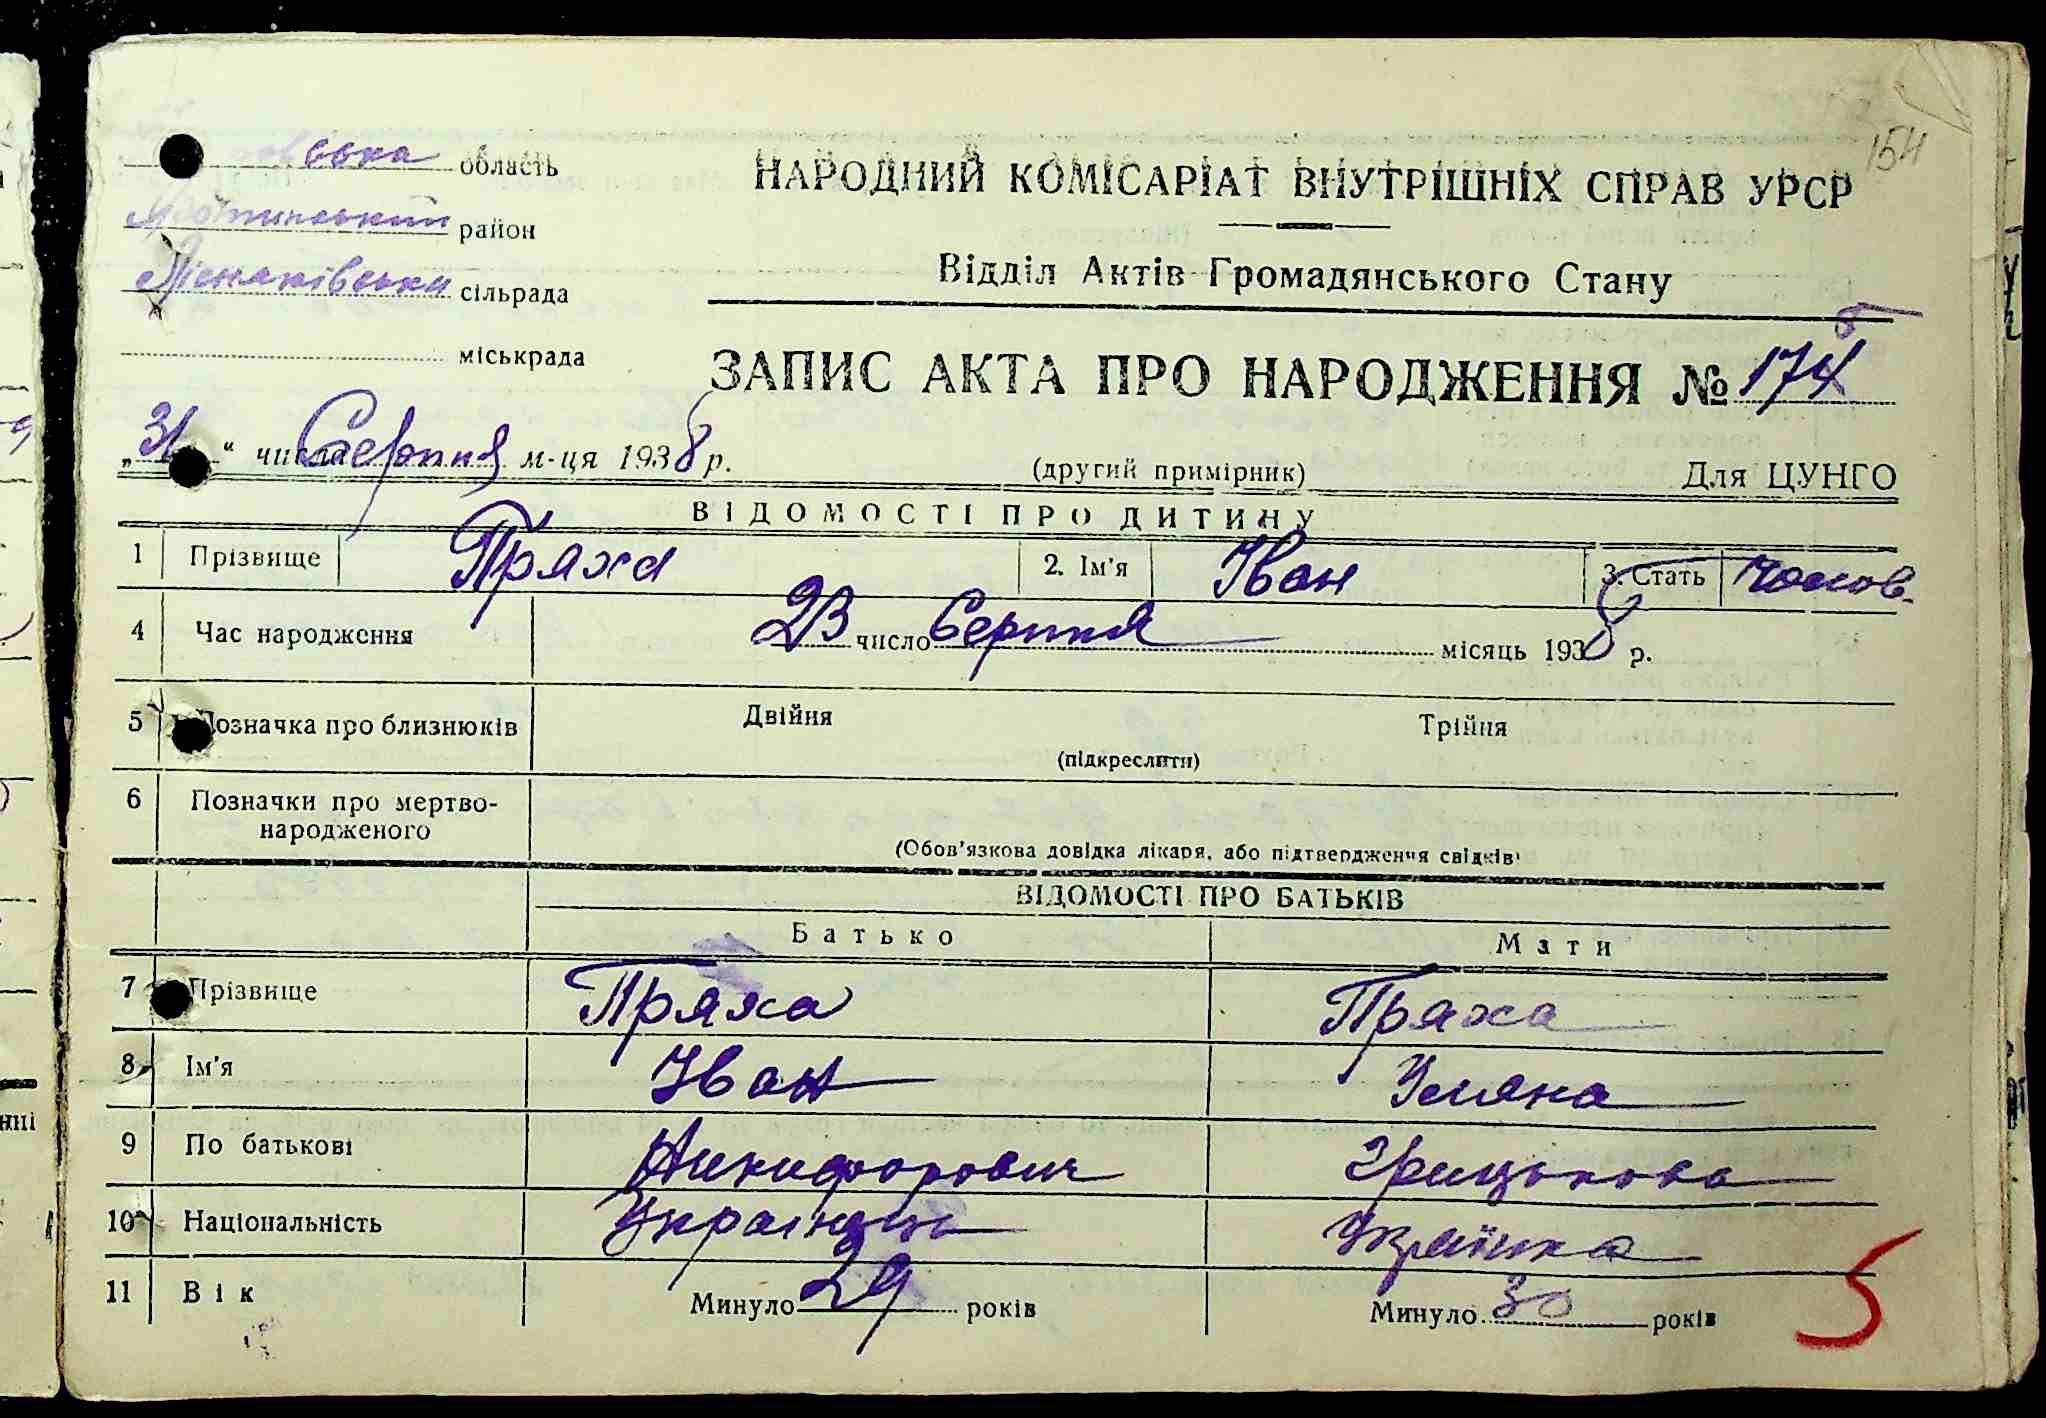 154
ська область
НАРОДНИЙ КОМІСАРІАТ ВНУТРІШНІХ СПРАВ УРСР
район
Відділ Актів Громадянського Стану
сільрада
міськрада
ЗАПИС АКТА ПРО НАРОДЖЕННЯ № 174 5
„31“ числа Серпня м-ця 1938 р.
(другий примірник)
Для ЦУНГО
ВІДОМОСТІ ПРО ДИТИНУ
1 Прізвище Пряха 2. Ім'я Іван 3. Стать чолов.
4 Час народження 23 число Серпня місяць 1938 р.
5 Позначка про близнюків Двійня Трійня
(підкреслити)
6 Позначки про мертво-
народженого
(Обов'язкова довідка лікаря, або підтвердження свідків)
ВІДОМОСТІ ПРО БАТЬКІВ
Батько Мати
7 Прізвище Пряха Пряха
8 Ім'я Іван Уляна
9 По батькові Никифорович Грицькова
10 Національність Українець Українка
11 Вік Минуло 29 років Минуло 30 років
5